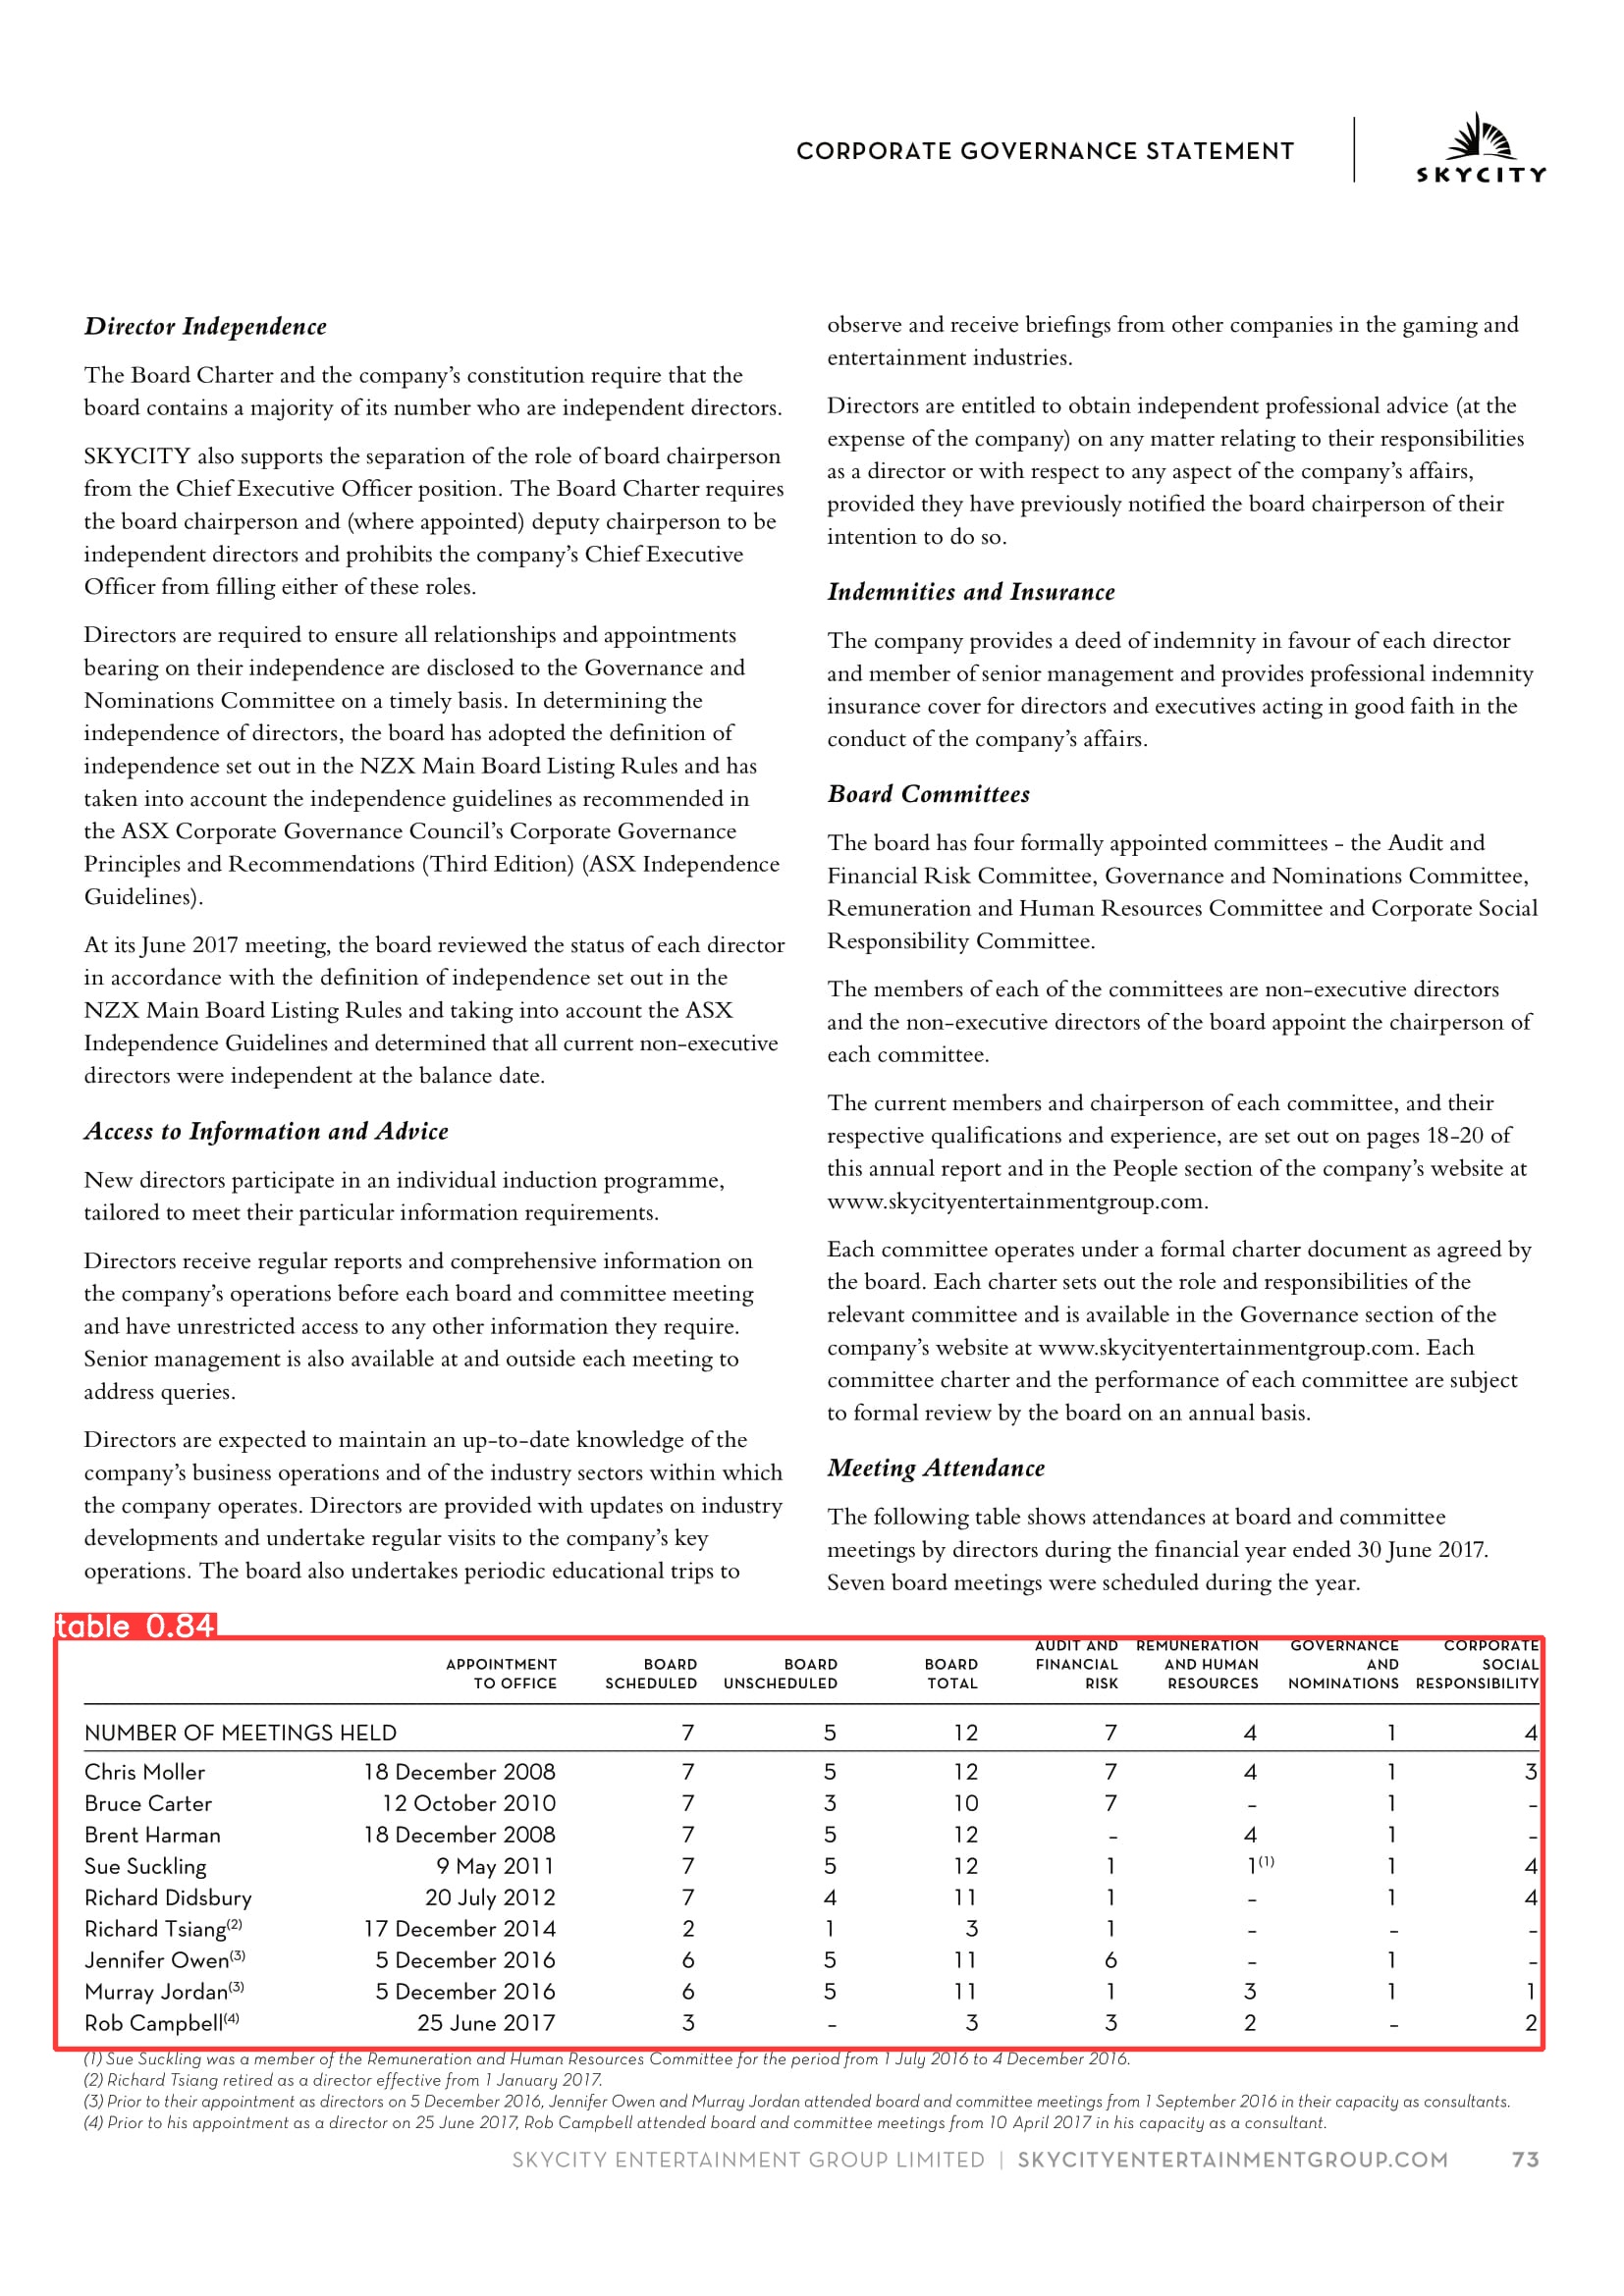 CORPORATE GOVERNANCE STATEMENT
SKYCITY
Director Independence
The Board Charter and the company's constitution require that the
board contains a majority of its number who are independent directors.
SKYCITY also supports the separation of the role of board chairperson
from the Chief Executive Officer position. The Board Charter requires
the board chairperson and (where appointed) deputy chairperson to be
independent directors and prohibits the company's Chief Executive
Officer from filling either of these roles.
Directors are required to ensure all relationships and appointments
bearing on their independence are disclosed to the Governance and
Nominations Committee on a timely basis. In determining the
independence of directors, the board has adopted the definition of
independence set out in the NZX Main Board Listing Rules and has
taken into account the independence guidelines as recommended in
the ASX Corporate Governance Council's Corporate Governance
Principles and Recommendations (Third Edition) (ASX Independence
Guidelines).
At its June 2017 meeting, the board reviewed the status of each director
in accordance with the definition of independence set out in the
NZX Main Board Listing Rules and taking into account the ASX
Independence Guidelines and determined that all current non-executive
directors were independent at the balance date.
Access to Information and Advice
New directors participate in an individual induction programme,
tailored to meet their particular information requirements.
Directors receive regular reports and comprehensive information on
the company's operations before each board and committee meeting
and have unrestricted access to any other information they require.
Senior management is also available at and outside each meeting to
address queries.
Directors are expected to maintain an up-to-date knowledge of the
company's business operations and of the industry sectors within which
the company operates. Directors are provided with updates on industry
developments and undertake regular visits to the company's key
operations. The board also undertakes periodic educational trips to
observe and receive briefings from other companies in the gaming and
entertainment industries.
Directors are entitled to obtain independent professional advice (at the
expense of the company) on any matter relating to their responsibilities
as a director or with respect to any aspect of the company's affairs,
provided they have previously notified the board chairperson of their
intention to do so.
Indemnities and Insurance
The company provides a deed of indemnity in favour of each director
and member of senior management and provides professional indemnity
insurance cover for directors and executives acting in good faith in the
conduct of the company's affairs.
Board Committees
The board has four formally appointed committees - the Audit and
Financial Risk Committee, Governance and Nominations Committee,
Remuneration and Human Resources Committee and Corporate Social
Responsibility Committee.
The members of each of the committees are non-executive directors
and the non-executive directors of the board appoint the chairperson of
each committee.
The current members and chairperson of each committee, and their
respective qualifications and experience, are set out on pages 18-20 of
this annual report and in the People section of the company's website at
www.skycityentertainmentgroup.com.
Each committee operates under a formal charter document as agreed by
the board. Each charter sets out the role and responsibilities of the
relevant committee and is available in the Governance section of the
company's website at www.skycityentertainmentgroup.com. Each
committee charter and the performance of each committee are subject
to formal review by the board on an annual basis.
Meeting Attendance
The following table shows attendances at board and committee
meetings by directors during the financial year ended 30 June 2017.
Seven board meetings were scheduled during the year.
table 0.84
AUDIT AND REMUNERATION GOVERNANCE CORPORATE
APPOINTMENT BOARD BOARD BOARD FINANCIAL AND HUMAN AND SOCIAL
TO OFFICE SCHEDULED UNSCHEDULED TOTAL RISK RESOURCES NOMINATIONS RESPONSIBILITY
NUMBER OF MEETINGS HELD 7 5 12 7 4 1 4
Chris Moller 18 December 2008 7 5 12 7 4 1 3
Bruce Carter 12 October 2010 7 3 10 7 - 1 -
Brent Harman 18 December 2008 7 5 12 - 4 1 -
Sue Suckling 9 May 2011 7 5 12 1 1(1) 1 4
Richard Didsbury 20 July 2012 7 4 11 1 - 1 4
Richard Tsiang(2) 17 December 2014 2 1 3 1 - - -
Jennifer Owen(3) 5 December 2016 6 5 11 6 - 1 -
Murray Jordan(3) 5 December 2016 6 5 11 1 3 1 1
Rob Campbell(4) 25 June 2017 3 - 3 3 2 - 2
(1) Sue Suckling was a member of the Remuneration and Human Resources Committee for the period from 1 July 2016 to 4 December 2016.
(2) Richard Tsiang retired as a director effective from 1 January 2017.
(3) Prior to their appointment as directors on 5 December 2016, Jennifer Owen and Murray Jordan attended board and committee meetings from 1 September 2016 in their capacity as consultants.
(4) Prior to his appointment as a director on 25 June 2017, Rob Campbell attended board and committee meetings from 10 April 2017 in his capacity as a consultant.
SKYCITY ENTERTAINMENT GROUP LIMITED | SKYCITYENTERTAINMENTGROUP.COM 73